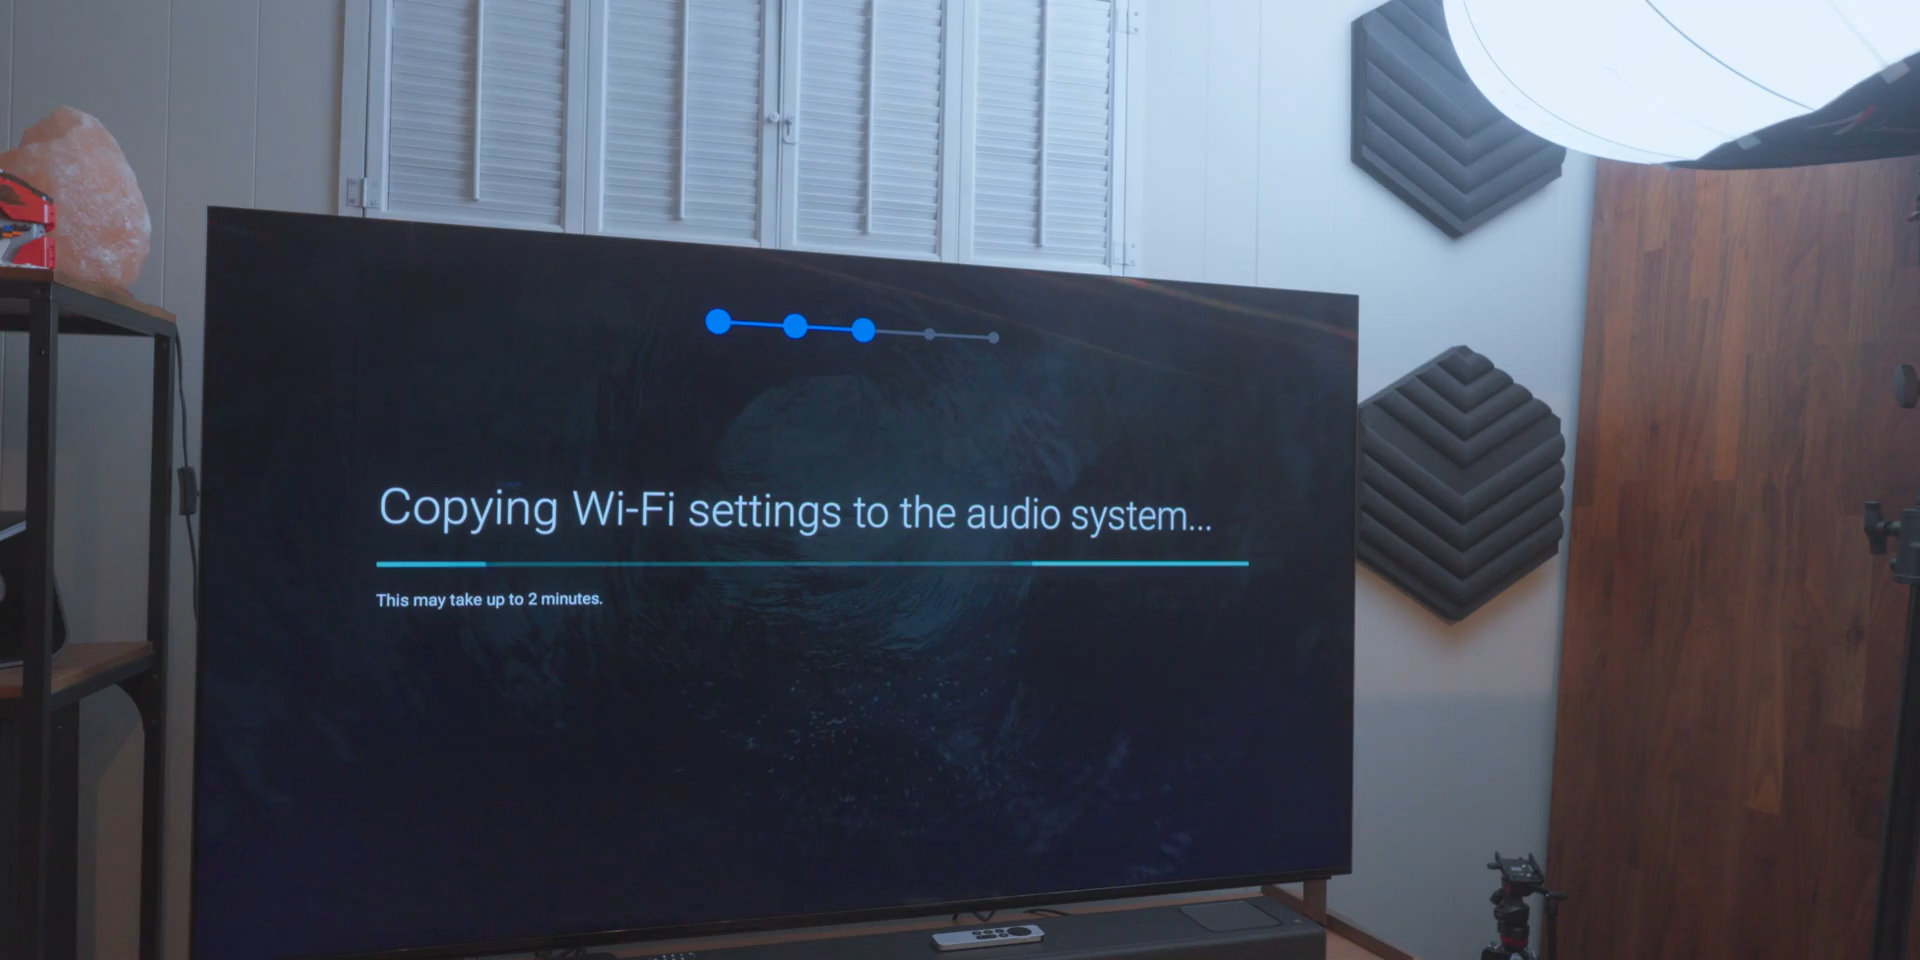 Copying Wi-Fi settings to the audio system...
This may take up to 2 minutes.